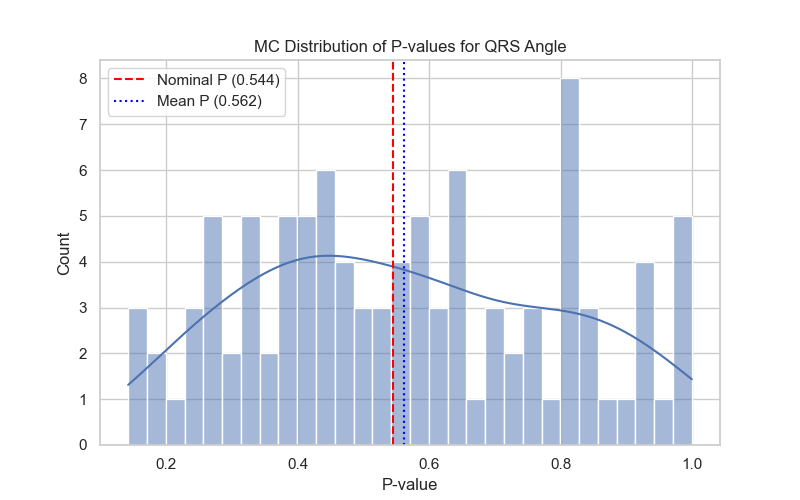 MC Distribution of P-values for QRS Angle
Nominal P (0.544)
Mean P (0.562)
Count
8
7
6
5
4
3
2
1
0
0.2 0.4 0.6 0.8 1.0
P-value